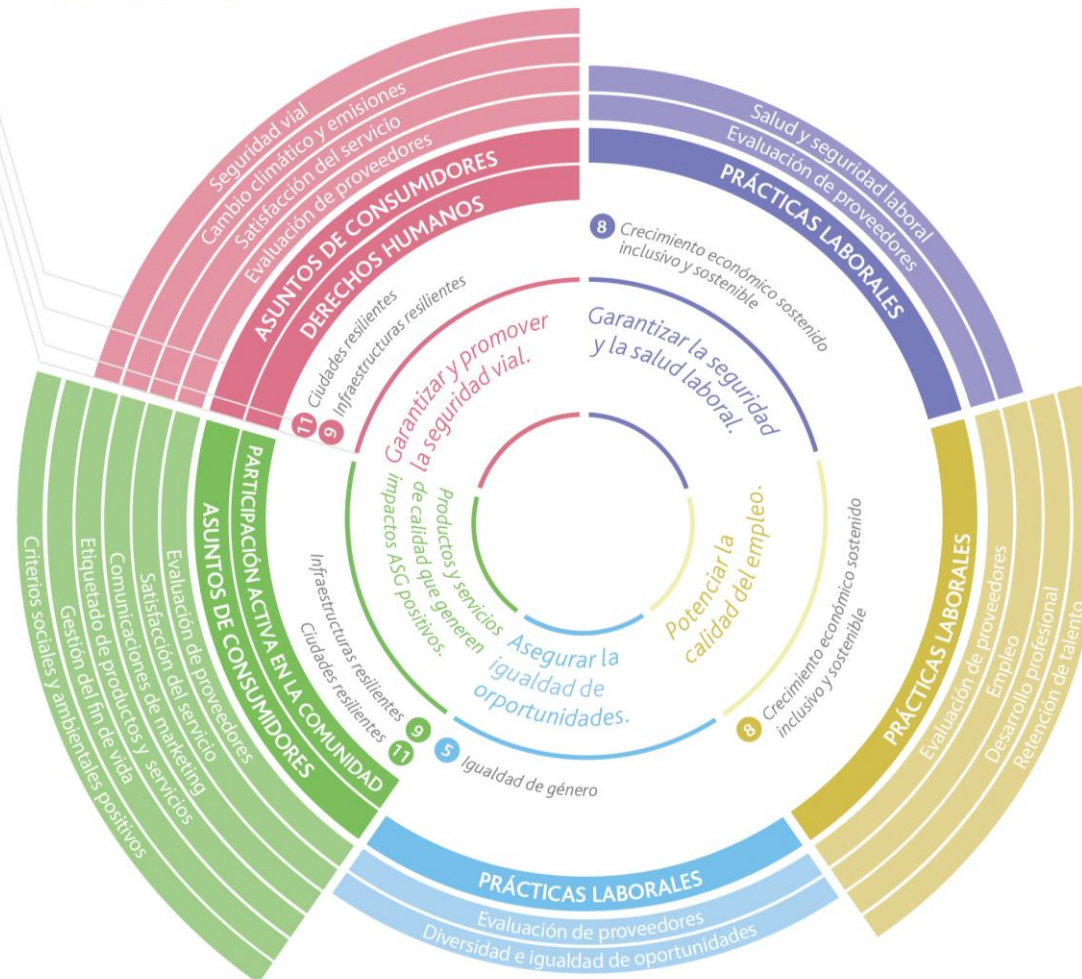 Seguridad vial
Cambio climático y emisiones
Satisfacción del servicio
Evaluación de proveedores
ASUNTOS DE CONSUMIDORES
DERECHOS HUMANOS
11 Ciudades resilientes
9 Infraestructuras resilientes
Garantizar y promover
la seguridad vial.
Salud y seguridad laboral
Evaluación de proveedores
PRÁCTICAS LABORALES
8 Crecimiento económico sostenido
inclusivo y sostenible
Garantizar la seguridad
y la salud laboral.
Retención de talento
Desarrollo profesional
Empleo
Evaluación de proveedores
PRÁCTICAS LABORALES
8 Crecimiento económico sostenido
inclusivo y sostenible
Potenciar la
calidad del empleo.
Asegurar la
igualdad de
orportunidades.
5 Igualdad de género
PRÁCTICAS LABORALES
Evaluación de proveedores
Diversidad e igualdad de oportunidades
Productos y servicios
de calidad que generen
impactos ASG positivos.
Infraestructuras resilientes 9
Ciudades resilientes 11
PARTICIPACIÓN ACTIVA EN LA COMUNIDAD
ASUNTOS DE CONSUMIDORES
Evaluación de proveedores
Satisfacción del servicio
Comunicaciones de marketing
Etiquetado de productos y servicios
Gestión del fin de vida
Criterios sociales y ambientales positivos